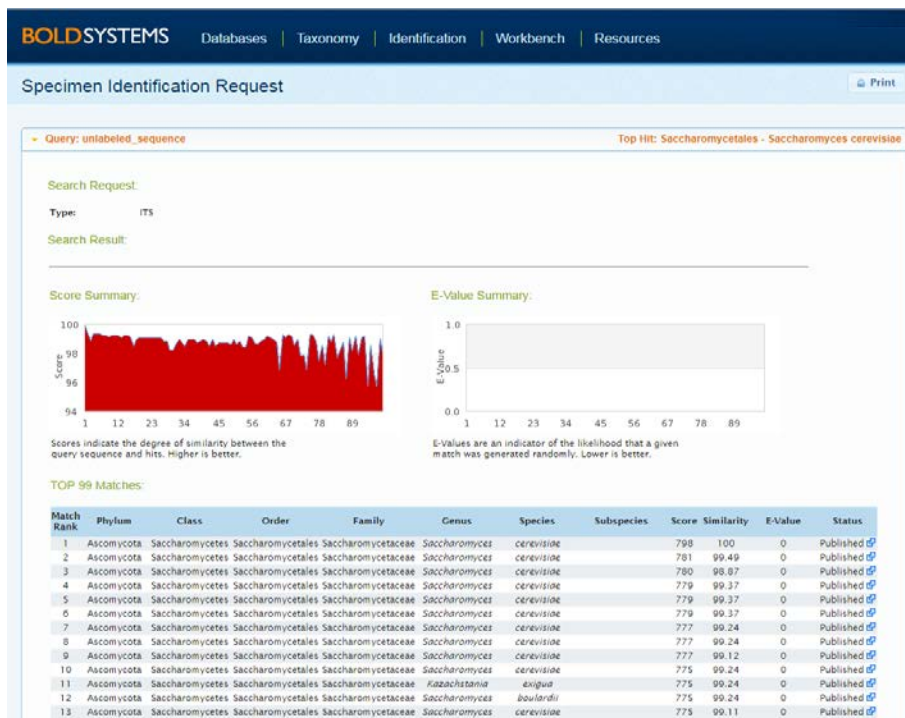 BOLDSYSTEMS Databases | Taxonomy | Identification | Workbench | Resources
Specimen Identification Request
Print
Query: unlabeled_sequence Top Hit: Saccharomycetales - Saccharomyces cerevisiae
Search Request:
Type: ITS
Search Result:
Score Summary: E-Value Summary:
100
98
96
94
Score
1 12 23 34 45 56 67 78 89
1.0
0.5
0.0
E-Value
1 12 23 34 45 56 67 78 89
Scores indicate the degree of similarity between the
query sequence and hits. Higher is better.
E-Values are an indicator of the likelihood that a given
match was generated randomly. Lower is better.
TOP 99 Matches:
Match Rank Phylum Class Order Family Genus Species Subspecies Score Similarity E-Value Status
1 Ascomycota Saccharomycetes Saccharomycetales Saccharomycetaceae Saccharomyces cerevisiae 798 100 0 Published
2 Ascomycota Saccharomycetes Saccharomycetales Saccharomycetaceae Saccharomyces cerevisiae 781 99.49 0 Published
3 Ascomycota Saccharomycetes Saccharomycetales Saccharomycetaceae Saccharomyces cerevisiae 780 98.87 0 Published
4 Ascomycota Saccharomycetes Saccharomycetales Saccharomycetaceae Saccharomyces cerevisiae 779 99.37 0 Published
5 Ascomycota Saccharomycetes Saccharomycetales Saccharomycetaceae Saccharomyces cerevisiae 779 99.37 0 Published
6 Ascomycota Saccharomycetes Saccharomycetales Saccharomycetaceae Saccharomyces cerevisiae 779 99.37 0 Published
7 Ascomycota Saccharomycetes Saccharomycetales Saccharomycetaceae Saccharomyces cerevisiae 777 99.24 0 Published
8 Ascomycota Saccharomycetes Saccharomycetales Saccharomycetaceae Saccharomyces cerevisiae 777 99.24 0 Published
9 Ascomycota Saccharomycetes Saccharomycetales Saccharomycetaceae Saccharomyces cerevisiae 777 99.12 0 Published
10 Ascomycota Saccharomycetes Saccharomycetales Saccharomycetaceae Saccharomyces cerevisiae 775 99.24 0 Published
11 Ascomycota Saccharomycetes Saccharomycetales Saccharomycetaceae Kazachstania exigua 775 99.24 0 Published
12 Ascomycota Saccharomycetes Saccharomycetales Saccharomycetaceae Saccharomyces boulardii 775 99.24 0 Published
13 Ascomycota Saccharomycetes Saccharomycetales Saccharomycetaceae Saccharomyces cerevisiae 775 99.11 0 Published